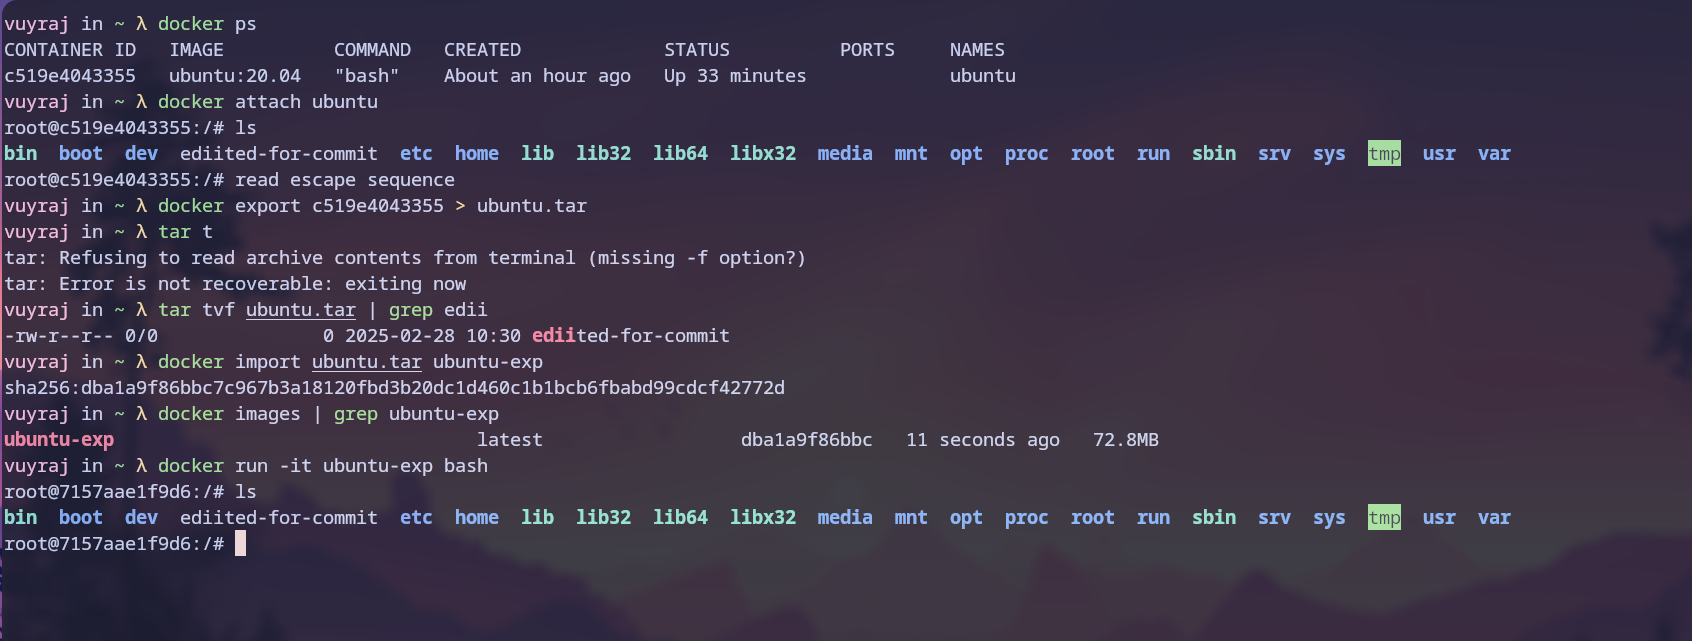 vuyraj in ~ λ docker ps
CONTAINER ID   IMAGE          COMMAND   CREATED             STATUS          PORTS     NAMES
c519e4043355   ubuntu:20.04   "bash"    About an hour ago   Up 33 minutes             ubuntu
vuyraj in ~ λ docker attach ubuntu
root@c519e4043355:/# ls
bin  boot  dev  ediited-for-commit  etc  home  lib  lib32  lib64  libx32  media  mnt  opt  proc  root  run  sbin  srv  sys  tmp  usr  var
root@c519e4043355:/# read escape sequence
vuyraj in ~ λ docker export c519e4043355 > ubuntu.tar
vuyraj in ~ λ tar t
tar: Refusing to read archive contents from terminal (missing -f option?)
tar: Error is not recoverable: exiting now
vuyraj in ~ λ tar tvf ubuntu.tar | grep edii
-rw-r--r-- 0/0               0 2025-02-28 10:30 ediited-for-commit
vuyraj in ~ λ docker import ubuntu.tar ubuntu-exp
sha256:dba1a9f86bbc7c967b3a18120fbd3b20dc1d460c1b1bcb6fbabd99cdcf42772d
vuyraj in ~ λ docker images | grep ubuntu-exp
ubuntu-exp                                 latest                  dba1a9f86bbc   11 seconds ago   72.8MB
vuyraj in ~ λ docker run -it ubuntu-exp bash
root@7157aae1f9d6:/# ls
bin  boot  dev  ediited-for-commit  etc  home  lib  lib32  lib64  libx32  media  mnt  opt  proc  root  run  sbin  srv  sys  tmp  usr  var
root@7157aae1f9d6:/#